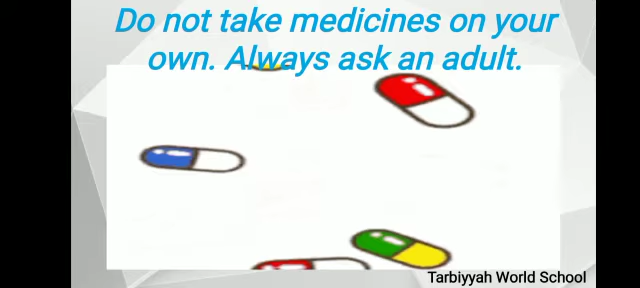 Do not take medicines on your
own. Always ask an adult.
Tarbiyyah World School